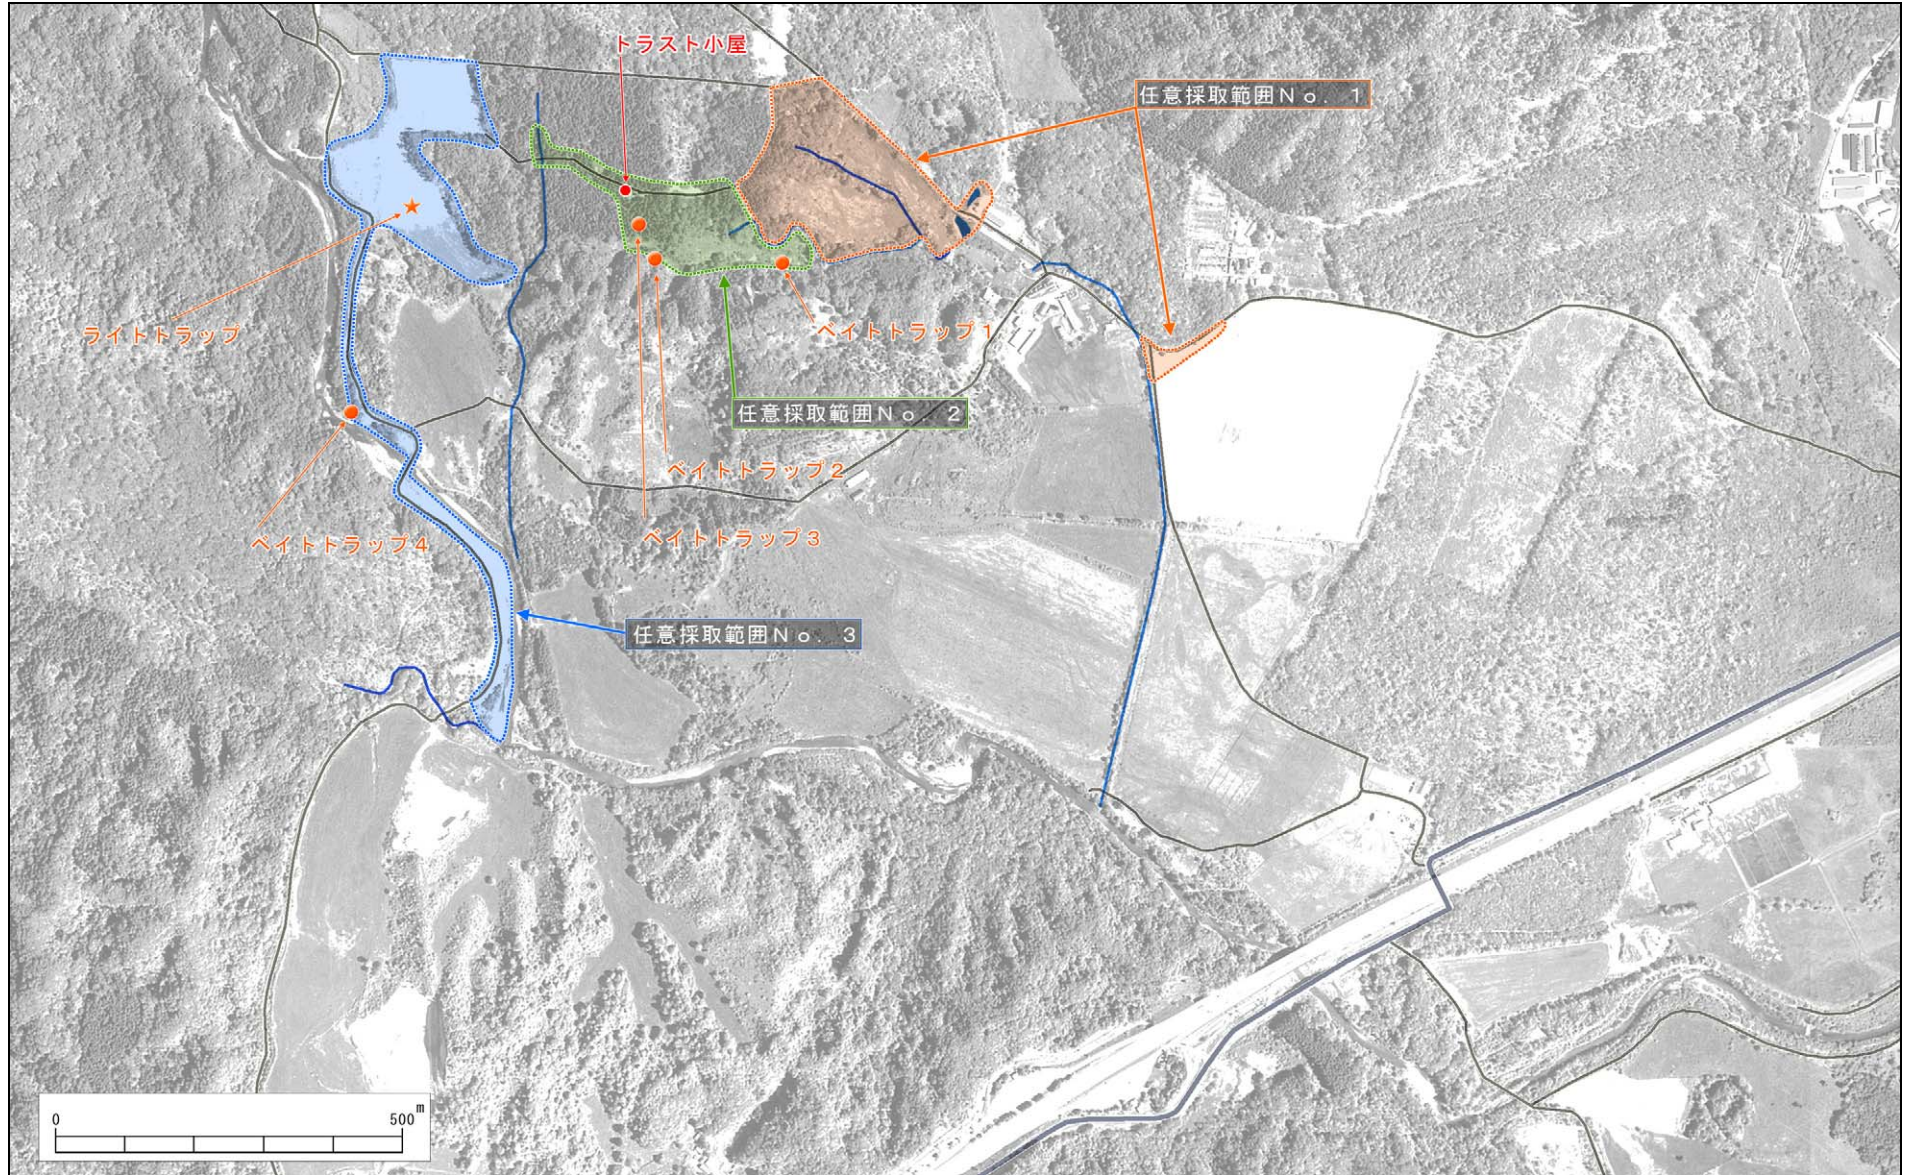 トラスト小屋
任意採取範囲Ｎｏ．１
ライトトラップ
ベイトトラップ１
任意採取範囲Ｎｏ．２
ベイトトラップ２
ベイトトラップ３
ベイトトラップ４
任意採取範囲Ｎｏ．３
0 500 m